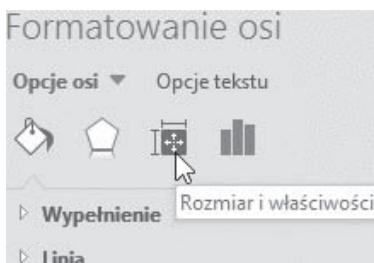 Formatowanie osi
Opcje osi Opcje tekstu
Rozmiar i właściwości
Wypełnienie
Linia